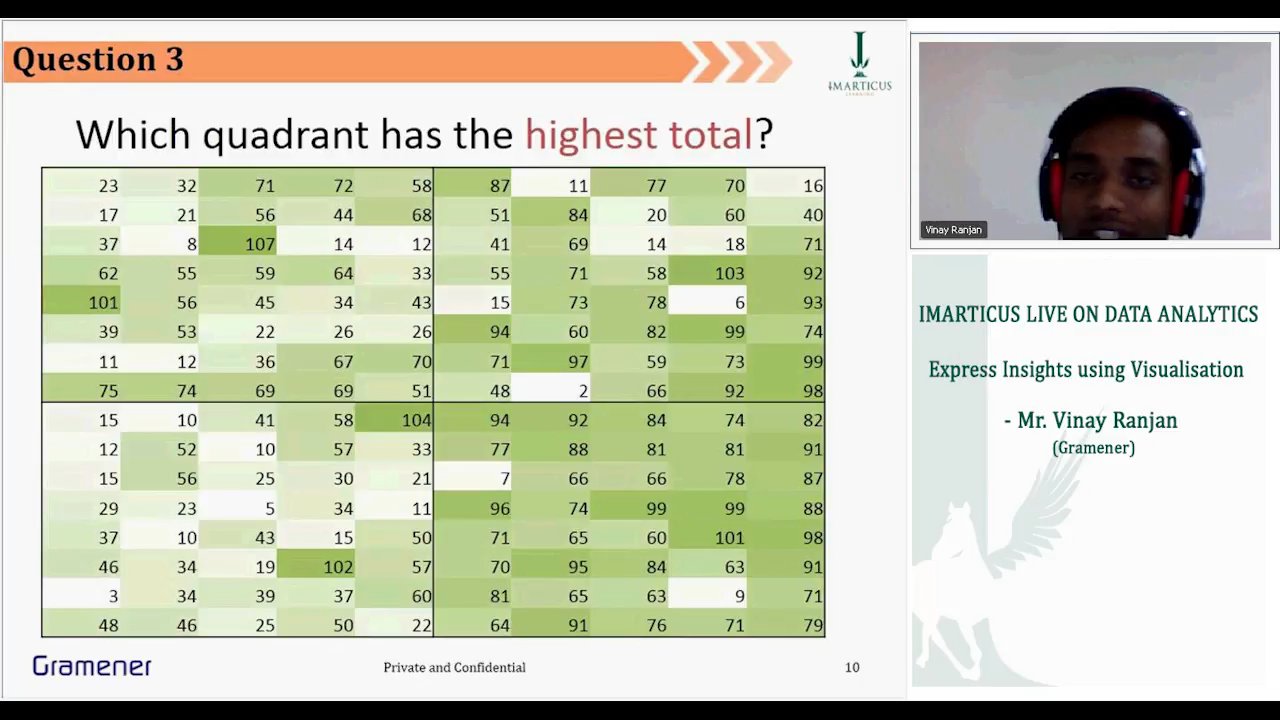 Question 3
IMARTICUS
LEARNING
Which quadrant has the highest total?
23 32 71 72 58 87 11 77 70 16
17 21 56 44 68 51 84 20 60 40
37 8 107 14 12 41 69 14 18 71
62 55 59 64 33 55 71 58 103 92
101 56 45 34 43 15 73 78 6 93
39 53 22 26 26 94 60 82 99 74
11 12 36 67 70 71 97 59 73 99
75 74 69 69 51 48 2 66 92 98
15 10 41 58 104 94 92 84 74 82
12 52 10 57 33 77 88 81 81 91
15 56 25 30 21 7 66 66 78 87
29 23 5 34 11 96 74 99 99 88
37 10 43 15 50 71 65 60 101 98
46 34 19 102 57 70 95 84 63 91
3 34 39 37 60 81 65 63 9 71
48 46 25 50 22 64 91 76 71 79
Gramener
Private and Confidential
10
Vinay Ranjan
IMARTICUS LIVE ON DATA ANALYTICS
Express Insights using Visualisation
- Mr. Vinay Ranjan
(Gramener)